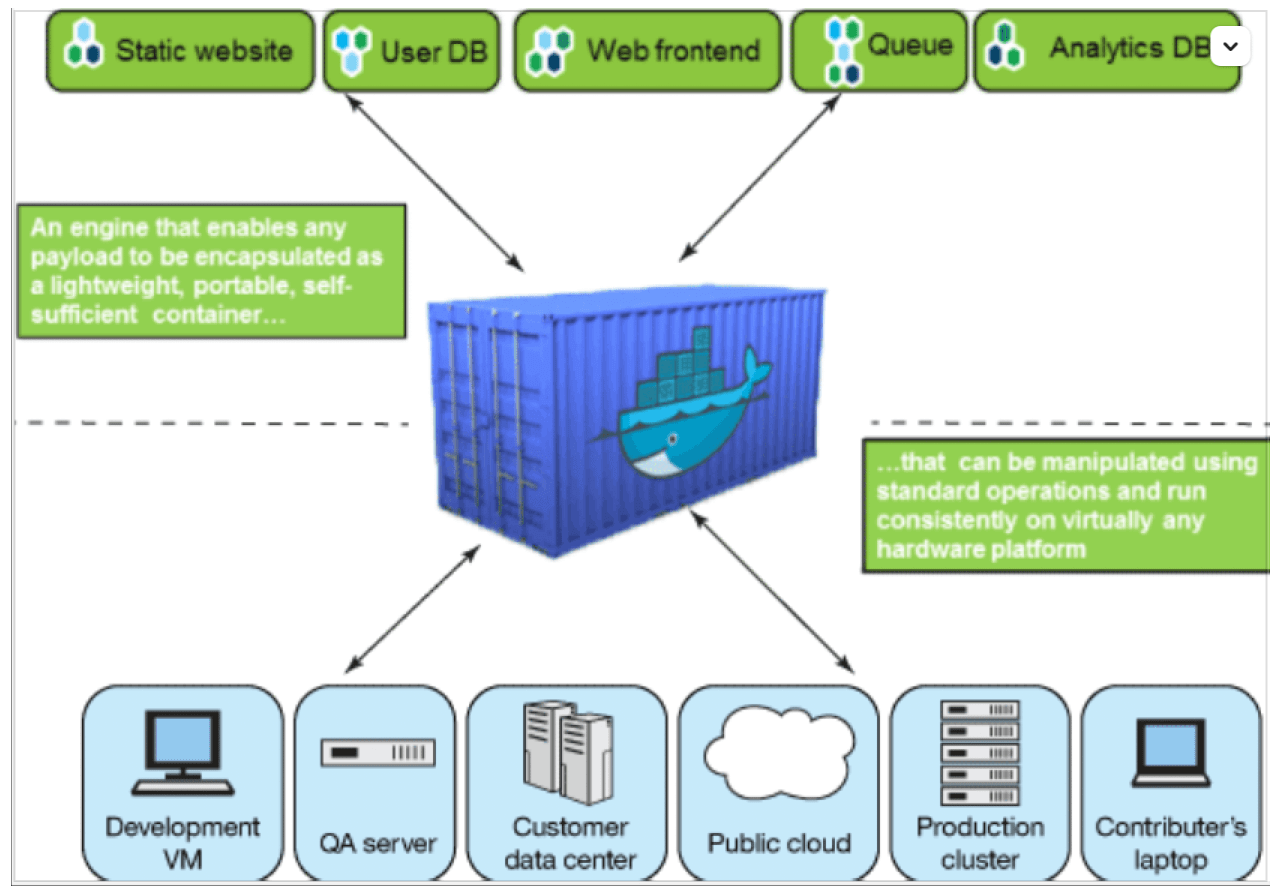 Static website
User DB
Web frontend
Queue
Analytics DB
An engine that enables any
payload to be encapsulated as
a lightweight, portable, self-
sufficient container…
…that can be manipulated using
standard operations and run
consistently on virtually any
hardware platform
Development
VM
QA server
Customer
data center
Public cloud
Production
cluster
Contributer's
laptop